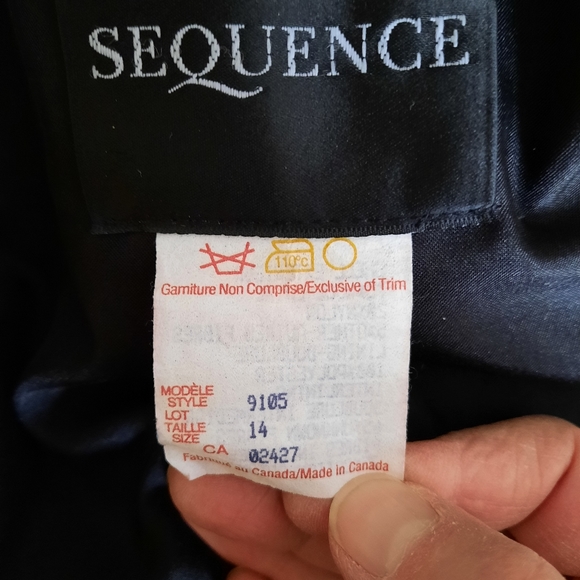 SEQUENCE
110°C
Garniture Non Comprise/Exclusive of Trim
MODÈLE
STYLE 9105
LOT
TAILLE
SIZE 14
CA 02427
Fabriqué au Canada/Made in Canada